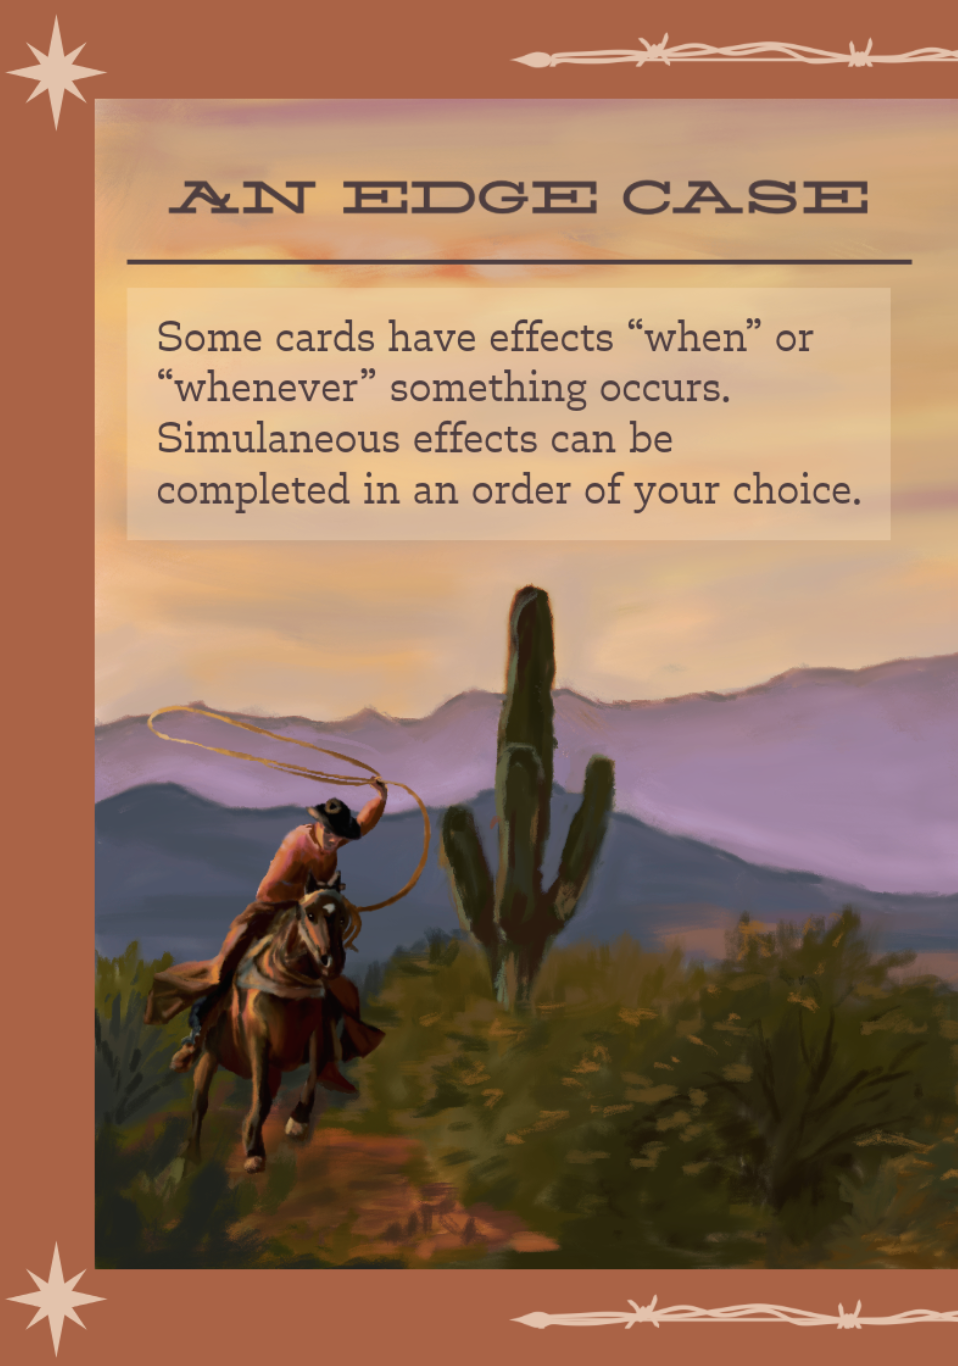 AN EDGE CASE
Some cards have effects “when” or
“whenever” something occurs.
Simulaneous effects can be
completed in an order of your choice.